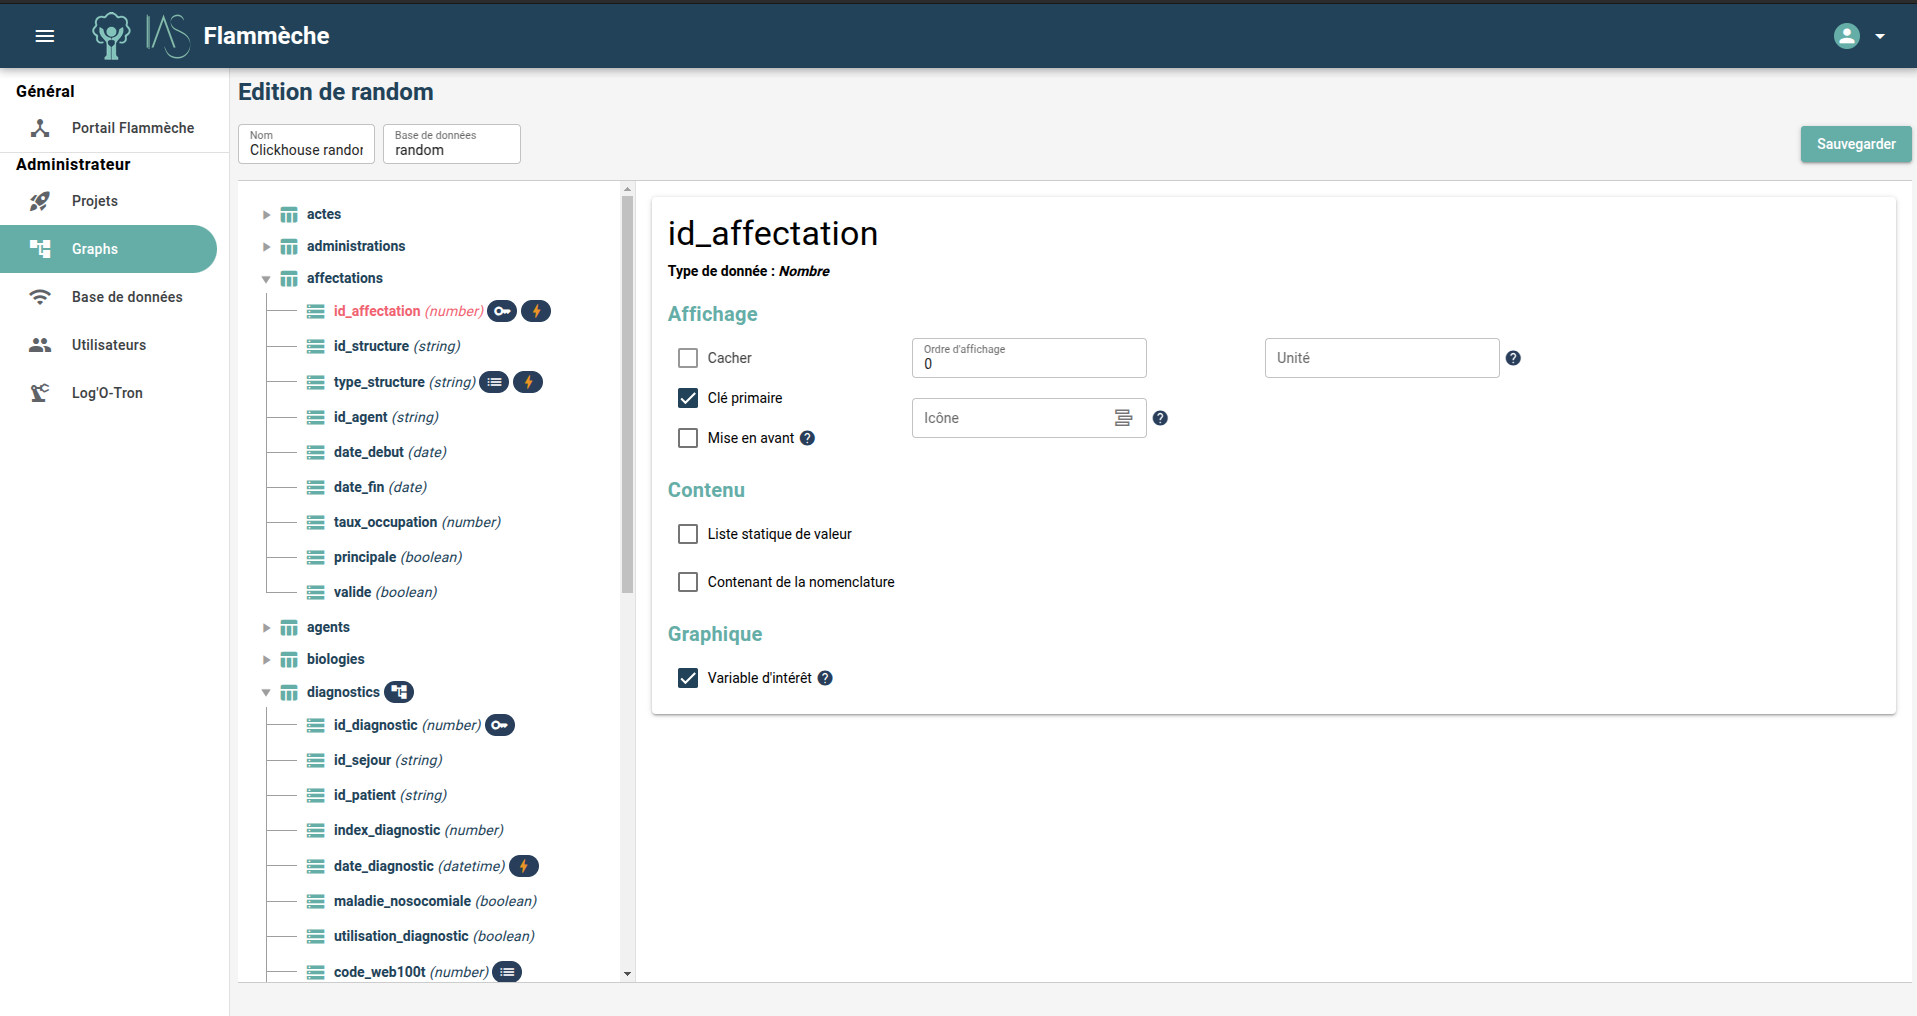 IAS Flammèche
Général
Portail Flammèche
Administrateur
Projets
Graphs
Base de données
Utilisateurs
Log'O-Tron
Edition de random
Nom
Clickhouse randor
Base de données
random
Sauvegarder
actes
administrations
affectations
id_affectation (number)
id_structure (string)
type_structure (string)
id_agent (string)
date_debut (date)
date_fin (date)
taux_occupation (number)
principale (boolean)
valide (boolean)
agents
biologies
diagnostics
id_diagnostic (number)
id_sejour (string)
id_patient (string)
index_diagnostic (number)
date_diagnostic (datetime)
maladie_nosocomiale (boolean)
utilisation_diagnostic (boolean)
code_web100t (number)
id_affectation
Type de donnée : Nombre
Affichage
Cacher
Ordre d'affichage
0
Unité
?
Clé primaire
Icône
?
Mise en avant ?
Contenu
Liste statique de valeur
Contenant de la nomenclature
Graphique
Variable d'intérêt ?